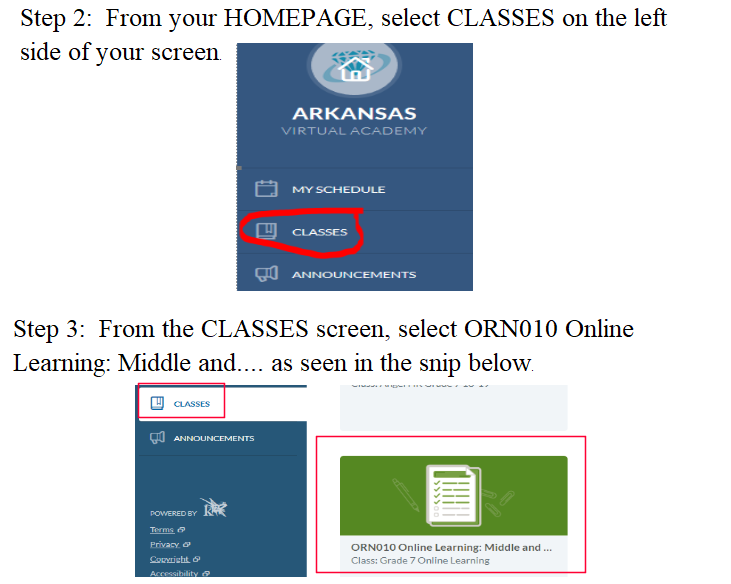 Step 2:  From your HOMEPAGE, select CLASSES on the left
side of your screen.
ARKANSAS
VIRTUAL ACADEMY
MY SCHEDULE
CLASSES
ANNOUNCEMENTS
Step 3:  From the CLASSES screen, select ORN010 Online
Learning: Middle and.... as seen in the snip below.
CLASSES
ANNOUNCEMENTS
POWERED BY
Terms
Privacy
Copyright
Accessibility
ORN010 Online Learning: Middle and ...
Class: Grade 7 Online Learning